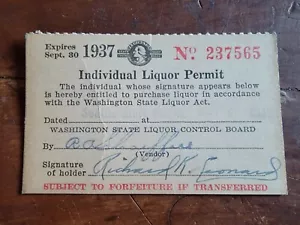 Expires
Sept. 30 1937 No. 237565
Individual Liquor Permit
The individual whose signature appears below
is hereby entitled to purchase liquor in accordance
with the Washington State Liquor Act.
Dated at
WASHINGTON STATE LIQUOR CONTROL BOARD
By
(Vendor)
Signature
of holder Richard K. Leonard
SUBJECT TO FORFEITURE IF TRANSFERRED